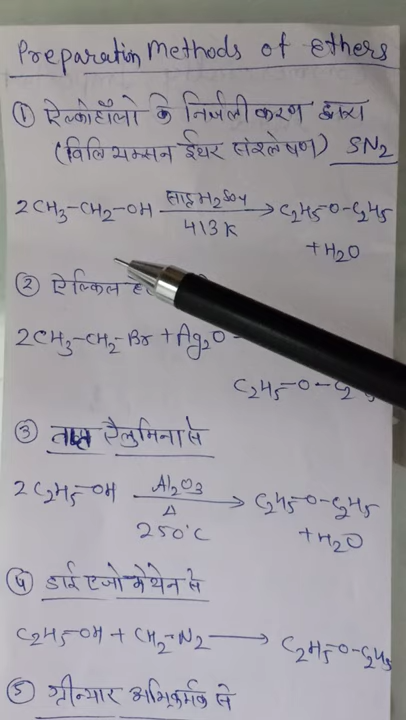 Preparation Methods of ethers
① ऐल्कोहॉलो के निर्जलीकरण द्वारा
(विलियम्सन ईथर संश्लेषण) SN2
2CH3-CH2-OH सान्द्र H2SO4 → C2H5-O-C2H5
413K
+H2O
② ऐल्किल
2CH3-CH2-Br + Ag2O
C2H5-O-C2
③ ऐलुमिना से
2C2H5-OH Al2O3 → C2H5-O-C2H5
Δ
250°C +H2O
④ डाई एजो मेथेन से
C2H5-OH + CH2-N2 → C2H5-O-C2H5
⑤ ग्रीन्यार अभिकर्मक से